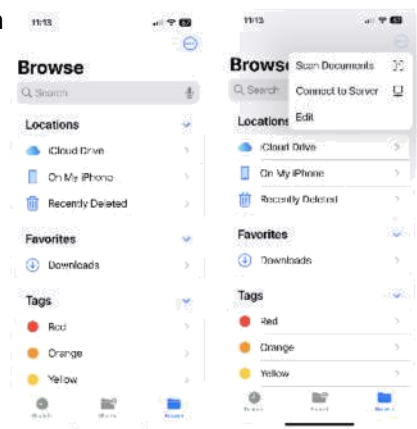 11:13
Browse
Search
Locations
iCloud Drive
On My iPhone
Recently Deleted
Favorites
Downloads
Tags
Red
Orange
Yellow
Browse
11:13
Browse
Scan Documents
Search
Connect to Server
Locations
Edit
iCloud Drive
On My iPhone
Recently Deleted
Favorites
Downloads
Tags
Red
Orange
Yellow
Browse